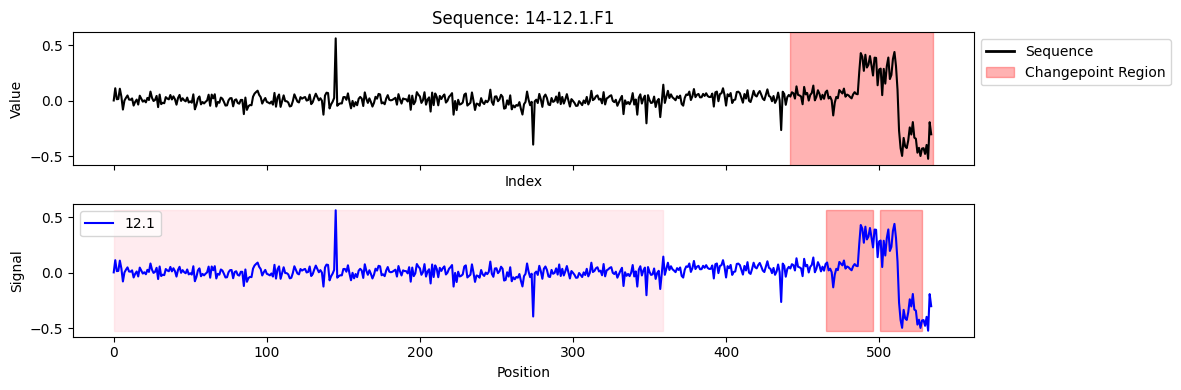 Sequence: 14-12.1.F1
0.5
0.0
−0.5
Value
Index
Sequence
Changepoint Region
12.1
0.5
0.0
−0.5
Signal
0 100 200 300 400 500
Position